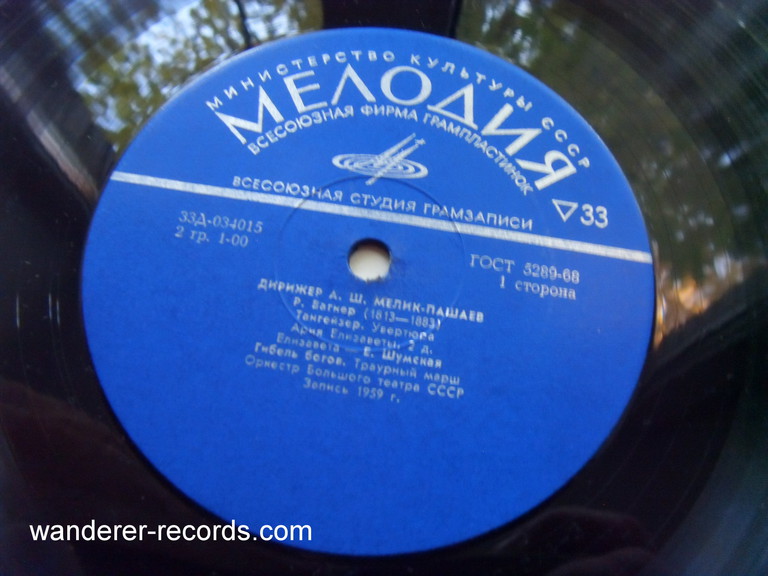 МИНИСТЕРСТВО КУЛЬТУРЫ СССР
МЕЛОДИЯ
ВСЕСОЮЗНАЯ ФИРМА ГРАМПЛАСТИНОК
ВСЕСОЮЗНАЯ СТУДИЯ ГРАМЗАПИСИ
33
33Д-034015
2 гр. 1-00
ГОСТ 5289-68
1 сторона
ДИРИЖЕР А. Ш. МЕЛИК-ПАШАЕВ
Р. Вагнер (1813—1883)
Тангейзер. Увертюра
Ария Елизаветы, 2 д.
Елизавета — Е. Шумская
Гибель богов. Траурный марш
Оркестр Большого театра СССР
Запись 1959 г.
wanderer-records.com